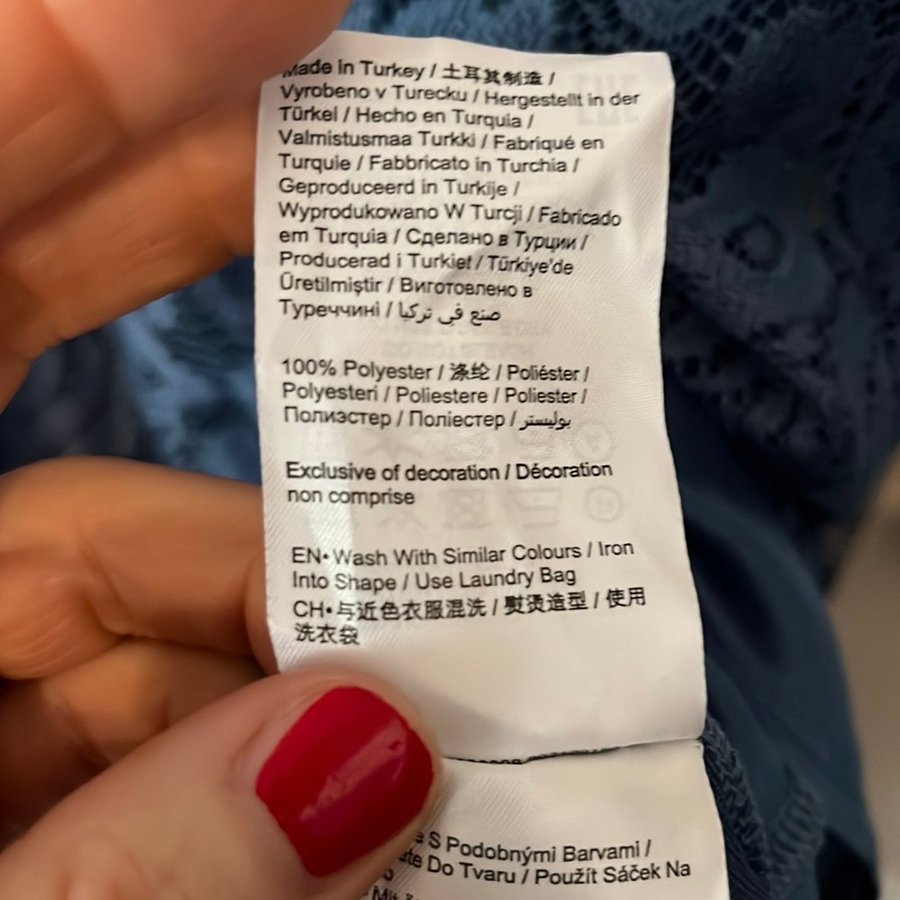 Made in Turkey / 土耳其制造 /
Vyrobeno v Turecku / Hergestellt in der
Türkei / Hecho en Turquia /
Valmistusmaa Turkki / Fabriqué en
Turquie / Fabbricato in Turchia /
Geproduceerd in Turkije /
Wyprodukowano W Turcji / Fabricado
em Turquia / Сделано в Турции /
Producerad i Turkiet / Türkiye'de
Üretilmiştir / Виготовлено в
Туреччині / صنع في تركيا
100% Polyester / 涤纶 / Poliéster /
Polyesteri / Poliestere / Poliester /
Полиэстер / Поліестер / بوليستر
Exclusive of decoration / Décoration
non comprise
EN• Wash With Similar Colours / Iron
Into Shape / Use Laundry Bag
CH•与近色衣服混洗 / 熨烫造型 / 使用
洗衣袋
S Podobnými Barvami /
Do Tvaru / Použít Sáček Na